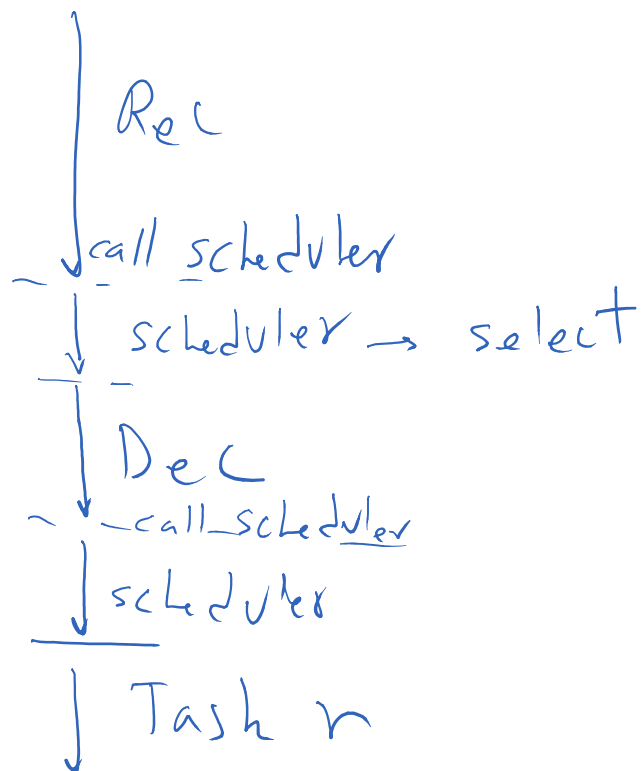 Rec
call scheduler
scheduler → select
Dec
call scheduler
scheduler
Task n